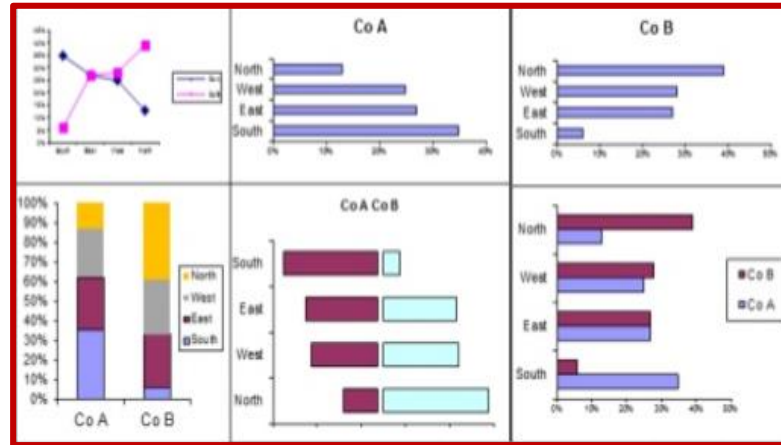 Co A
North
West
East
South
0%
10%
20%
30%
40%
Co B
North
West
East
South
0%
10%
20%
30%
40%
50%
100%
90%
80%
70%
60%
50%
40%
30%
20%
10%
0%
North
West
East
South
Co A
Co B
Co A Co B
South
East
West
North
North
West
East
South
Co B
Co A
0%
10%
20%
30%
40%
50%